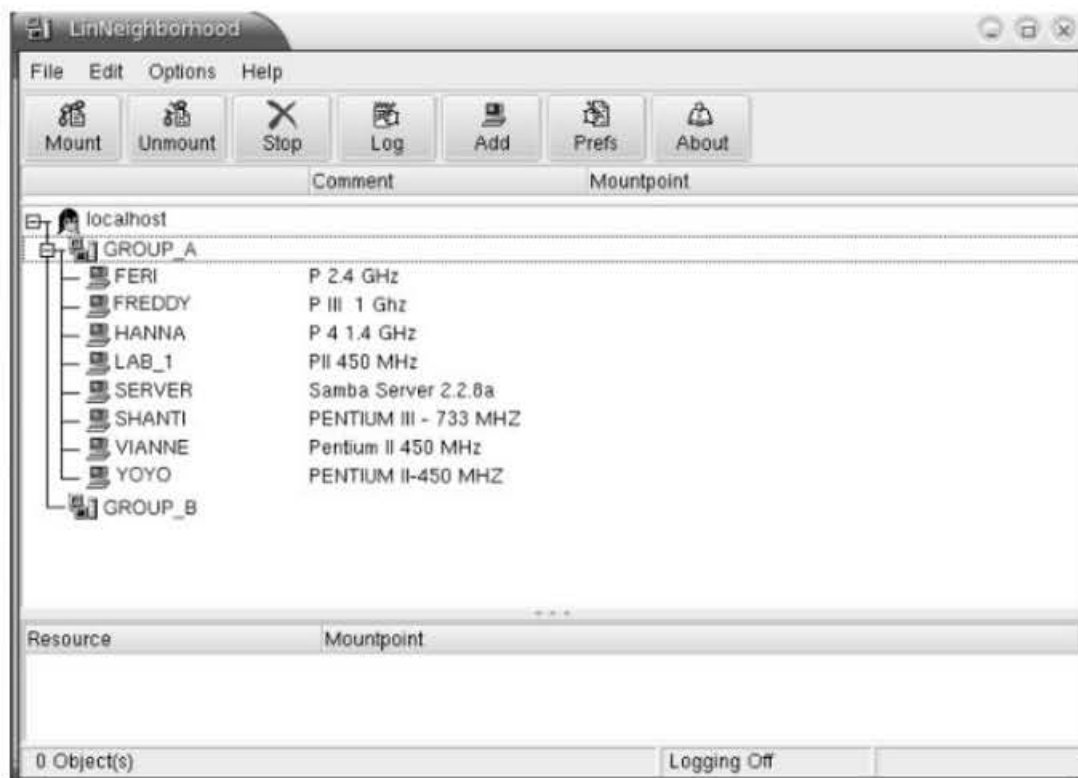 LinNeighborhood
File Edit Options Help
Mount Unmount Stop Log Add Prefs About
Comment Mountpoint
localhost
GROUP_A
FERI P 2.4 GHz
FREDDY P III 1 Ghz
HANNA P 4 1.4 GHz
LAB_1 PII 450 MHz
SERVER Samba Server 2.2.8a
SHANTI PENTIUM III - 733 MHZ
VIANNE Pentium II 450 MHz
YOYO PENTIUM II-450 MHZ
GROUP_B
Resource Mountpoint
0 Object(s) Logging Off